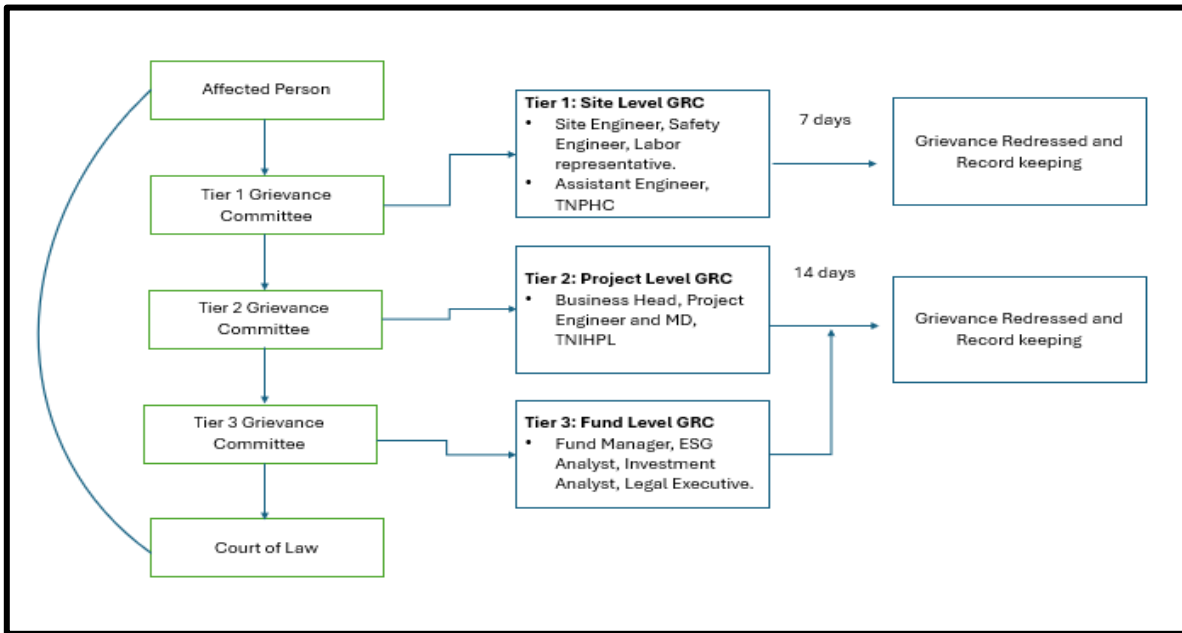 Affected Person
Tier 1 Grievance
Committee
Tier 2 Grievance
Committee
Tier 3 Grievance
Committee
Court of Law
Tier 1: Site Level GRC
• Site Engineer, Safety
Engineer, Labor
representative.
• Assistant Engineer,
TNPHC
7 days
Grievance Redressed and
Record keeping
Tier 2: Project Level GRC
• Business Head, Project
Engineer and MD,
TNIHPL
14 days
Grievance Redressed and
Record keeping
Tier 3: Fund Level GRC
• Fund Manager, ESG
Analyst, Investment
Analyst, Legal Executive.